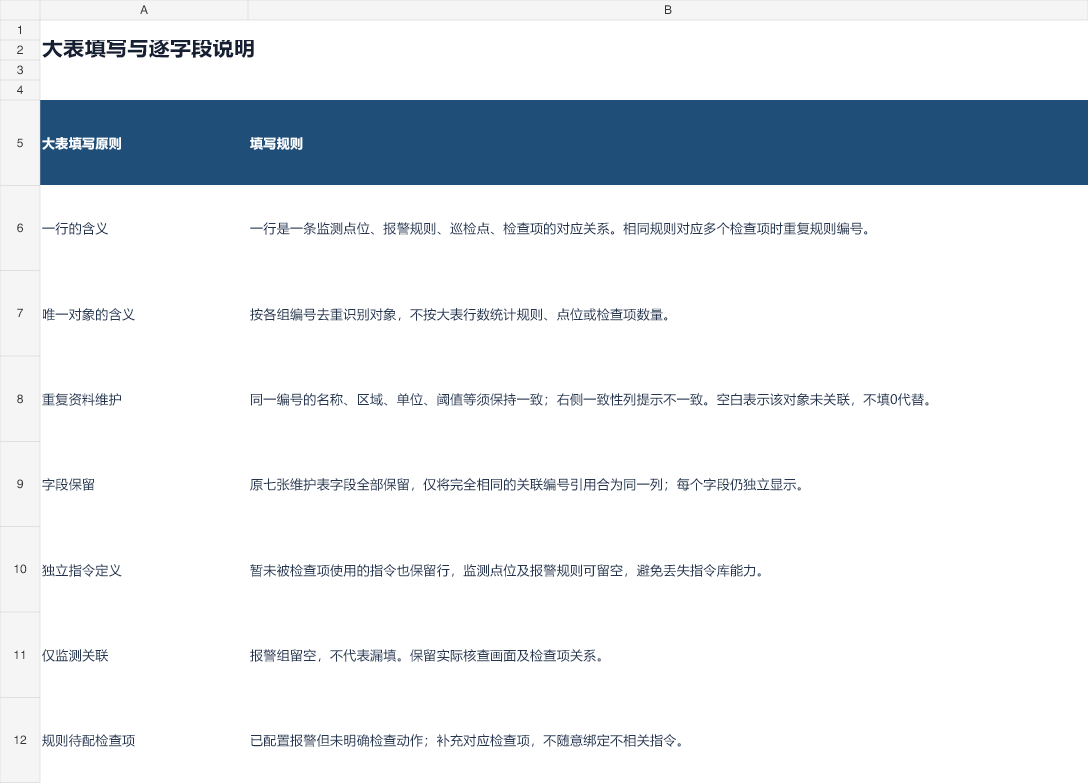 A B
1
2 大表填写与逐字段说明
3
4
5 大表填写原则 填写规则
6 一行的含义 一行是一条监测点位、报警规则、巡检点、检查项的对应关系。相同规则对应多个检查项时重复规则编号。
7 唯一对象的含义 按各组编号去重识别对象，不按大表行数统计规则、点位或检查项数量。
8 重复资料维护 同一编号的名称、区域、单位、阈值等须保持一致；右侧一致性列提示不一致。空白表示该对象未关联，不填0代替。
9 字段保留 原七张维护表字段全部保留，仅将完全相同的关联编号引用合为同一列；每个字段仍独立显示。
10 独立指令定义 暂未被检查项使用的指令也保留行，监测点位及报警规则可留空，避免丢失指令库能力。
11 仅监测关联 报警组留空，不代表漏填。保留实际核查画面及检查项关系。
12 规则待配检查项 已配置报警但未明确检查动作；补充对应检查项，不随意绑定不相关指令。